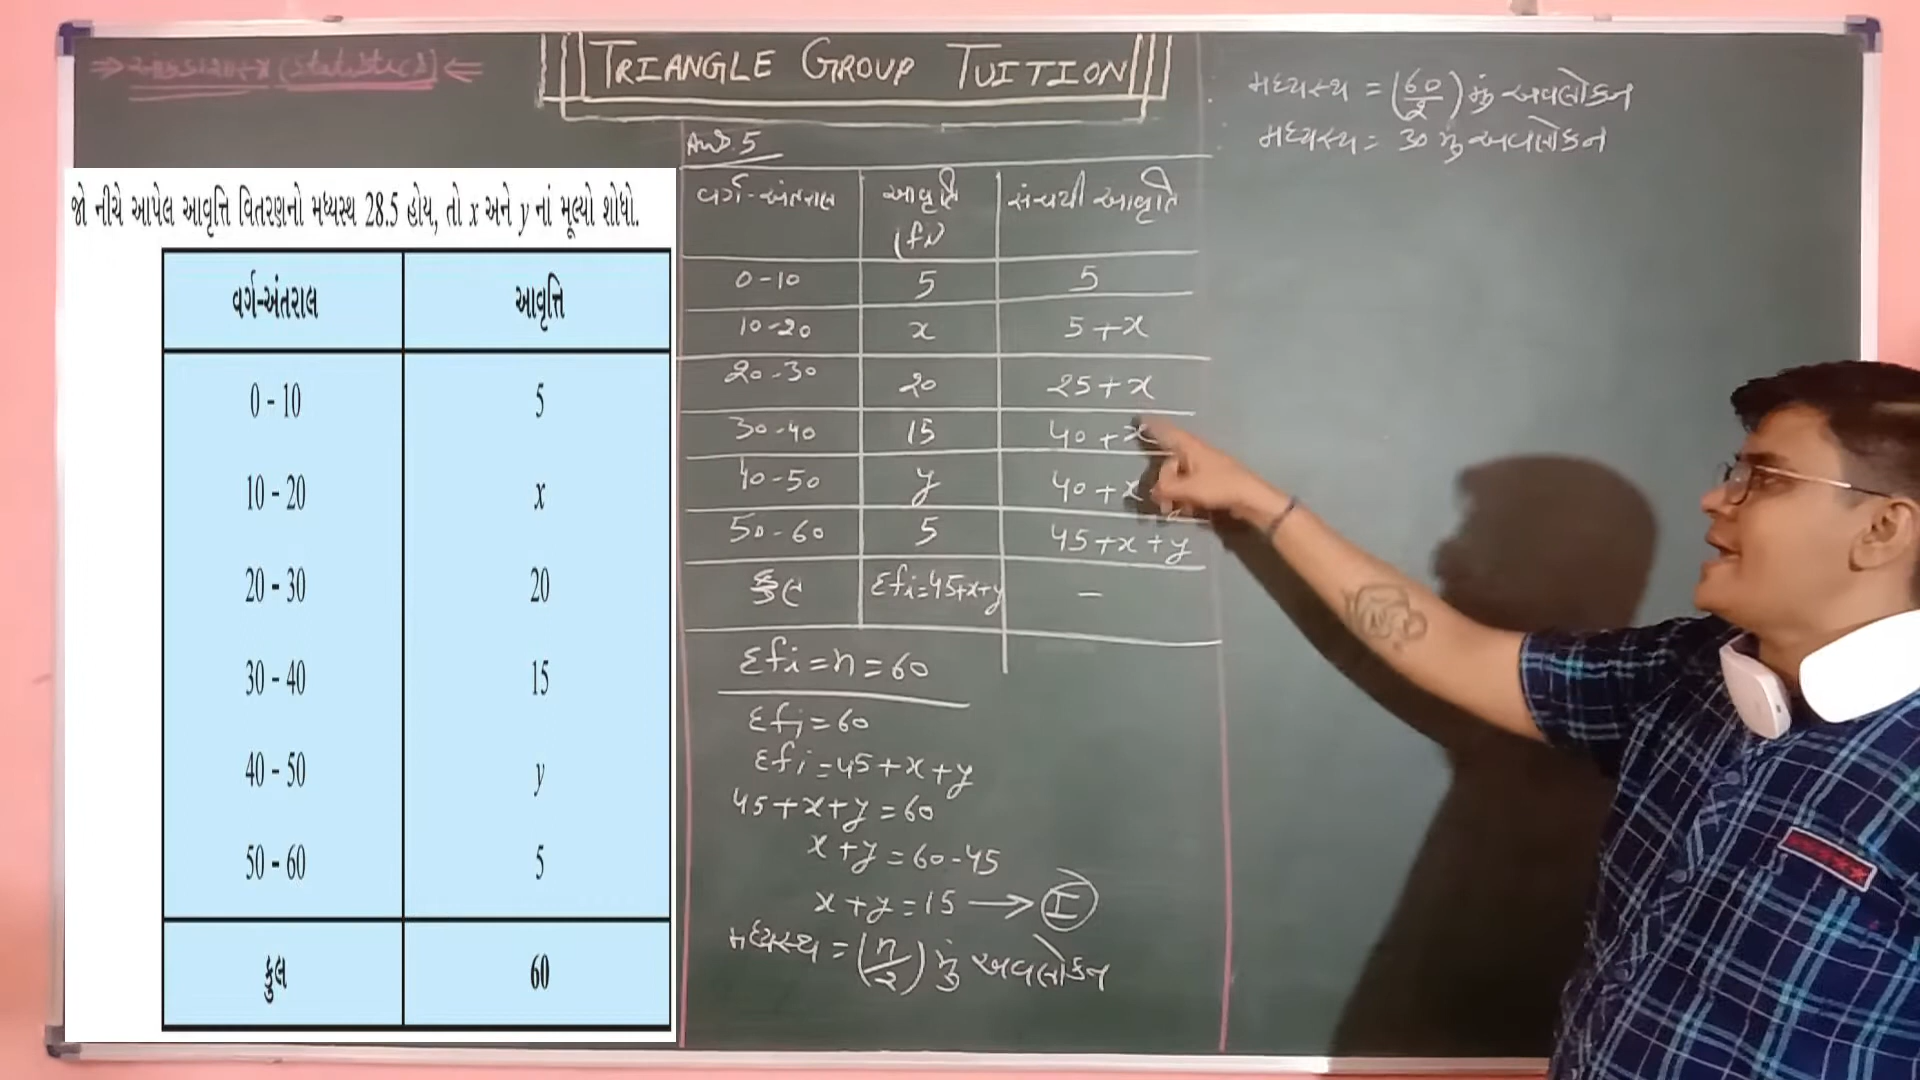 ⇒ આંકડાશાસ્ત્ર (Statistics) ⇐
TRIANGLE GROUP TUITION
જો નીચે આપેલ આવૃત્તિ વિતરણનો મધ્યસ્થ 28.5 હોય, તો x અને y નાં મૂલ્યો શોધો.
વર્ગ-અંતરાલ આવૃત્તિ
0 - 10 5
10 - 20 x
20 - 30 20
30 - 40 15
40 - 50 y
50 - 60 5
કુલ 60
Ans. 5
વર્ગ-અંતરાલ આવૃત્તિ (fi) સંચયી આવૃત્તિ
0-10 5 5
10-20 x 5+x
20-30 20 25+x
30-40 15 40+x
40-50 y 40+x
50-60 5 45+x+y
કુલ Σfi=45+x+y —
Σfi=n=60
Σfi=60
Σfi=45+x+y
45+x+y=60
x+y=60-45
x+y=15 → I
મધ્યસ્થ = (n/2) મું અવલોકન
મધ્યસ્થ = (60/2) મું અવલોકન
મધ્યસ્થ = 30 મું અવલોકન